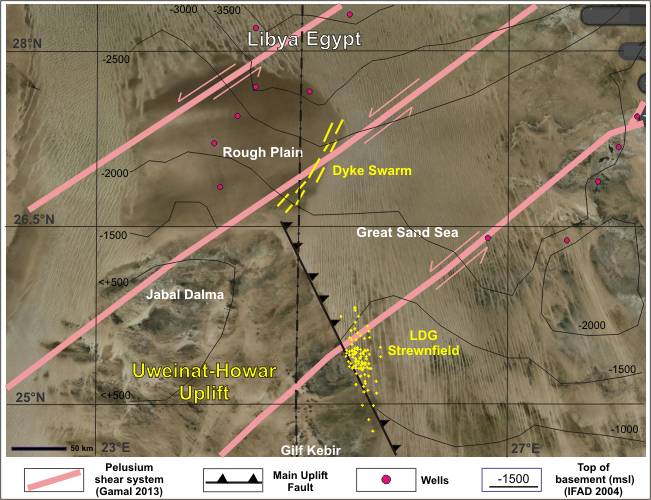 -3000
-3500
28°N
Libya Egypt
-2500
Rough Plain
Dyke Swarm
-2000
26.5°N
-1500
Great Sand Sea
<+500
Jabal Dalma
LDG
Strewnfield
-2000
Uweinat-Howar
Uplift
-1500
<+500
25°N
-1000
50 km
23°E
Gilf Kebir
27°E
Pelusium
shear system
(Gamal 2013)
Main Uplift
Fault
Wells
-1500
Top of
basement (msl)
(IFAD 2004)